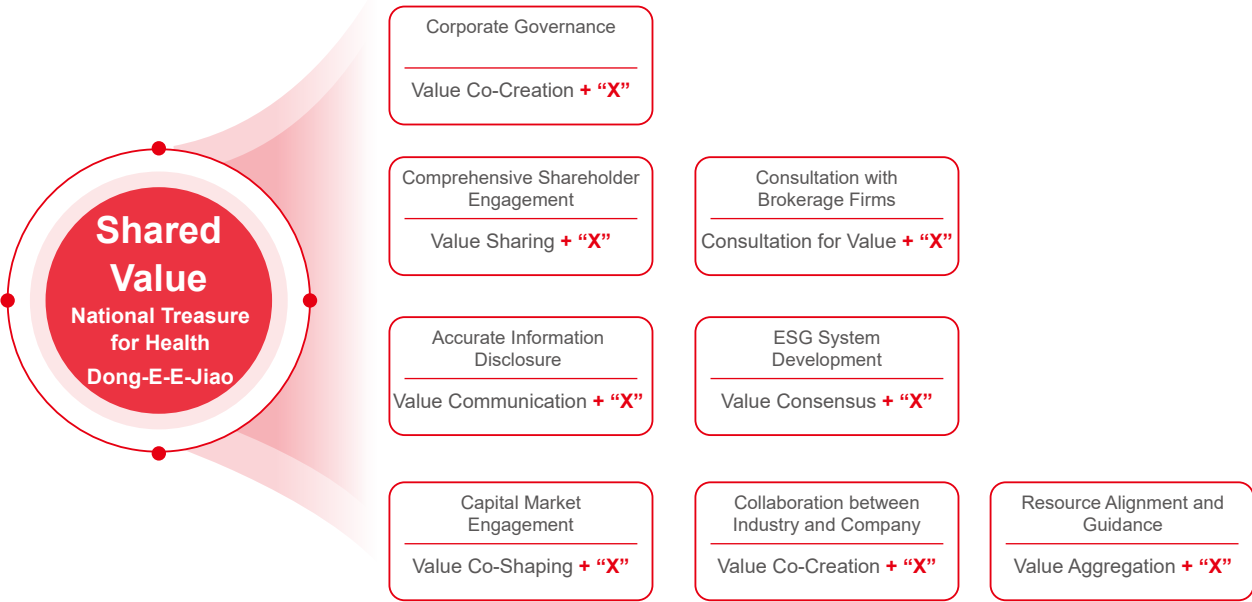 Shared
Value
National Treasure
for Health
Dong-E-E-Jiao
Corporate Governance
Value Co-Creation + “X”
Comprehensive Shareholder
Engagement
Value Sharing + “X”
Consultation with
Brokerage Firms
Consultation for Value + “X”
Accurate Information
Disclosure
Value Communication + “X”
ESG System
Development
Value Consensus + “X”
Capital Market
Engagement
Value Co-Shaping + “X”
Collaboration between
Industry and Company
Value Co-Creation + “X”
Resource Alignment and
Guidance
Value Aggregation + “X”